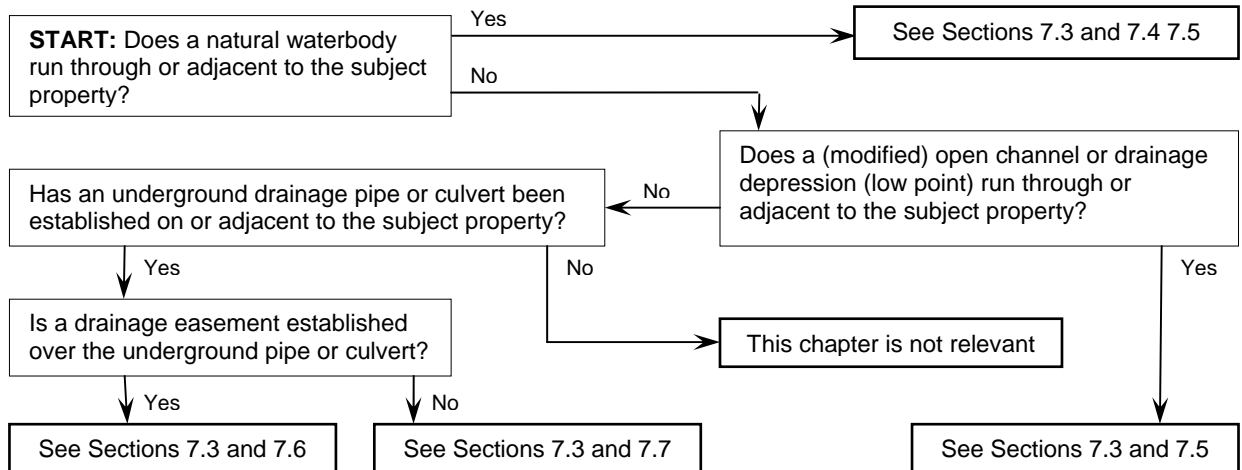 START: Does a natural waterbody
run through or adjacent to the subject
property?
Yes
See Sections 7.3 and 7.4 7.5
No
Does a (modified) open channel or drainage
depression (low point) run through or
adjacent to the subject property?
No
Has an underground drainage pipe or culvert been
established on or adjacent to the subject property?
Yes
No
Yes
Is a drainage easement established
over the underground pipe or culvert?
This chapter is not relevant
Yes
No
See Sections 7.3 and 7.6
See Sections 7.3 and 7.7
See Sections 7.3 and 7.5